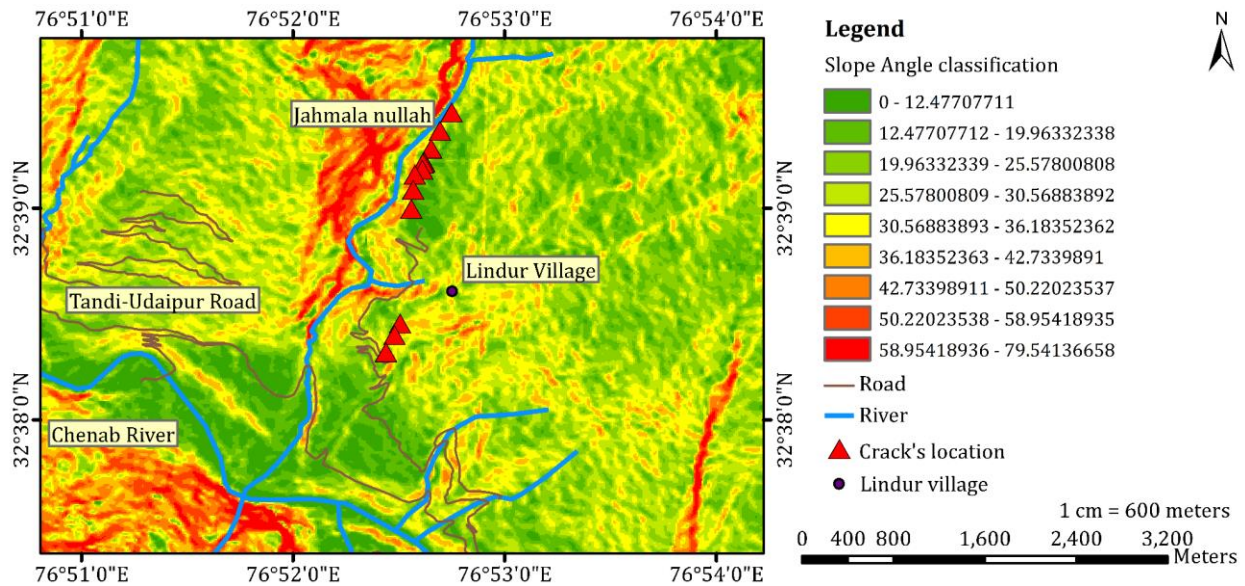 76°51'0"E 76°52'0"E 76°53'0"E 76°54'0"E
Jahmala nullah
32°39'0"N 32°39'0"N
Lindur Village
Tandi-Udaipur Road
32°38'0"N 32°38'0"N
Chenab River
76°51'0"E 76°52'0"E 76°53'0"E 76°54'0"E
N
Legend
Slope Angle classification
0 - 12.47707711
12.47707712 - 19.96332338
19.96332339 - 25.57800808
25.57800809 - 30.56883892
30.56883893 - 36.18352362
36.18352363 - 42.7339891
42.73398911 - 50.22023537
50.22023538 - 58.95418935
58.95418936 - 79.54136658
Road
River
Crack's location
Lindur village
1 cm = 600 meters
0 400 800 1,600 2,400 3,200
Meters